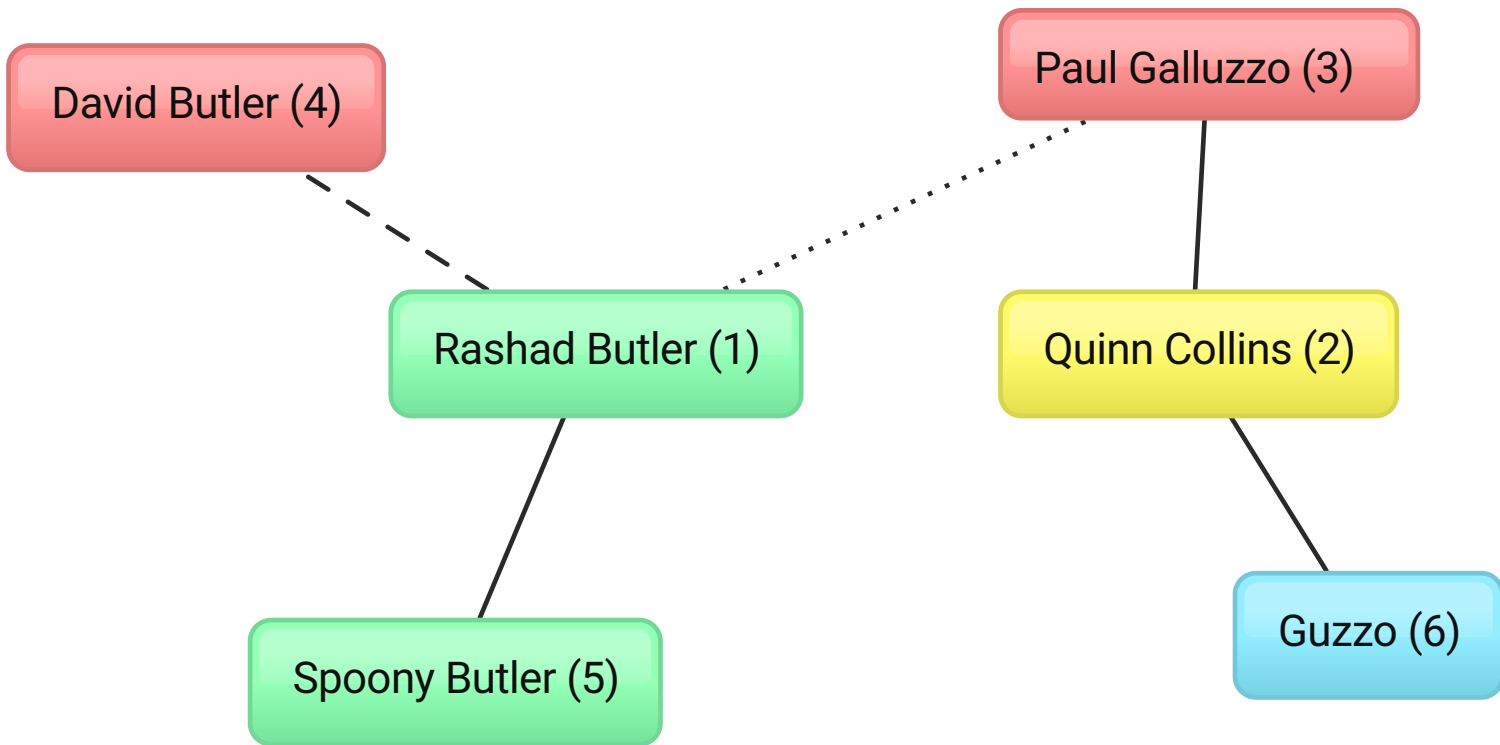 Paul Galluzzo (3)
David Butler (4)
Rashad Butler (1)
Quinn Collins (2)
Guzzo (6)
Spoony Butler (5)